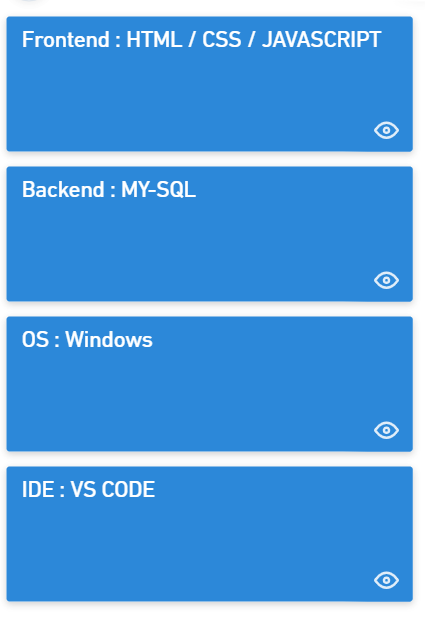 Frontend : HTML / CSS / JAVASCRIPT
Backend : MY-SQL
OS : Windows
IDE : VS CODE